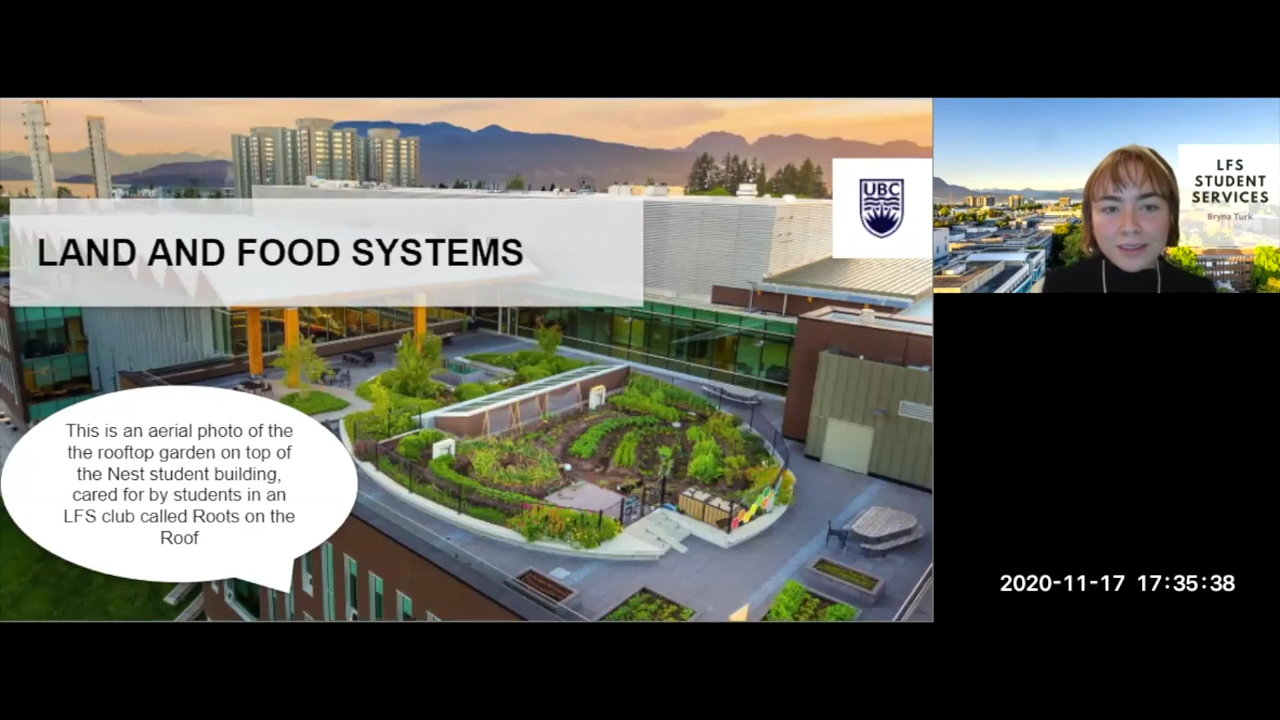 LAND AND FOOD SYSTEMS
UBC
This is an aerial photo of the
the rooftop garden on top of
the Nest student building,
cared for by students in an
LFS club called Roots on the
Roof
LFS
STUDENT
SERVICES
Bryna Turk
2020-11-17 17:35:38